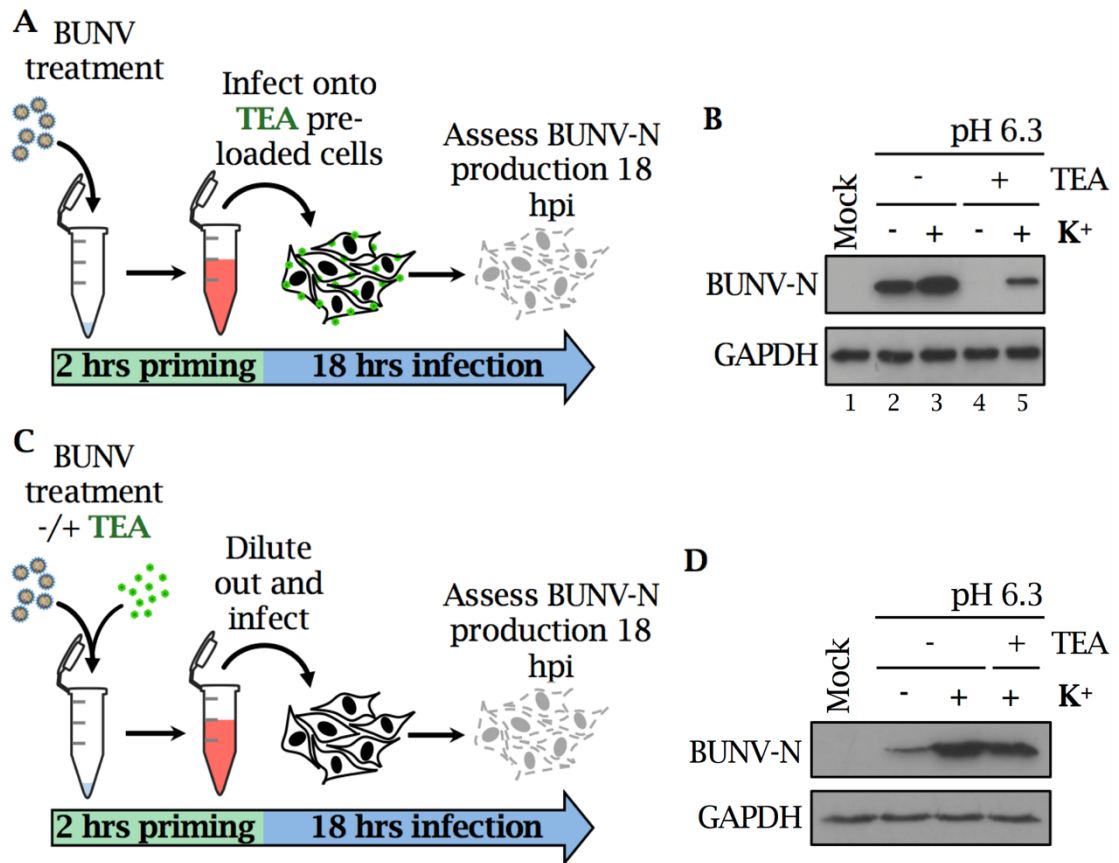 A
BUNV
treatment
Infect onto
TEA pre-
loaded cells
Assess BUNV-N
production 18
hpi
2 hrs priming
18 hrs infection
B
pH 6.3
Mock
- + TEA
- + - + K⁺
BUNV-N
GAPDH
1 2 3 4 5
C
BUNV
treatment
-/+ TEA
Dilute
out and
infect
Assess BUNV-N
production 18
hpi
2 hrs priming
18 hrs infection
D
pH 6.3
Mock
- + TEA
- + + K⁺
BUNV-N
GAPDH